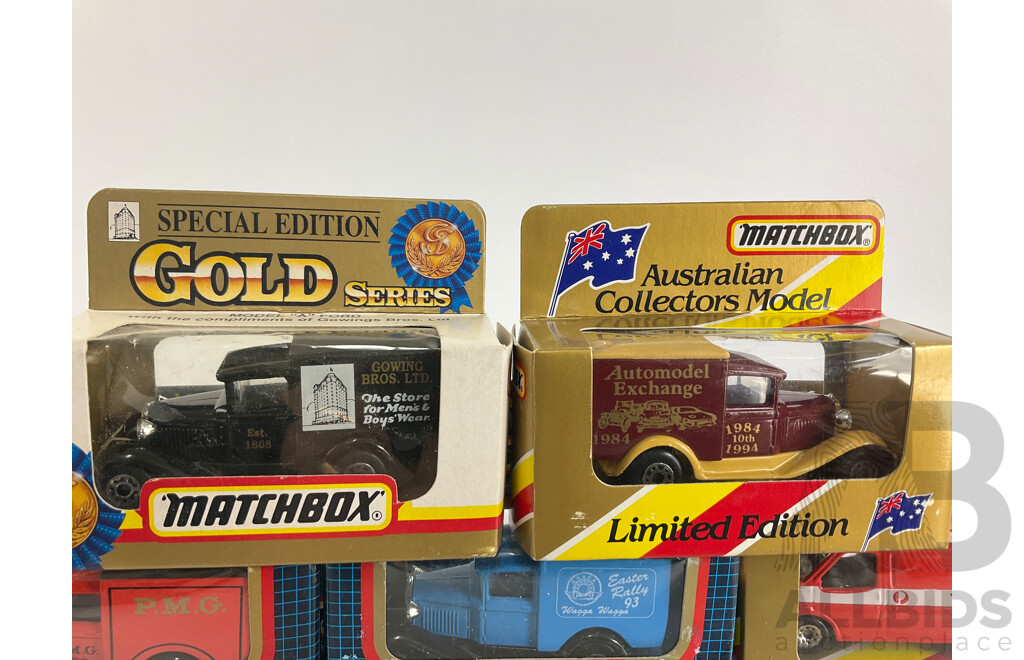 SPECIAL EDITION
GOLD SERIES
MODEL "A" FORD
with the compliments of Gowings Bros. Ltd
GOWING
BROS. LTD.
The Store
for Men's &
Boys' Wear.
Est.
1868
'MATCHBOX'
MATCHBOX
Australian
Collectors Model
Automodel
Exchange
1984
1984
10th
1994
Limited Edition
P.M.G.
M.G.
Easter
Rally
93
Wagga Wagga
ALLBIDS
auctionplace